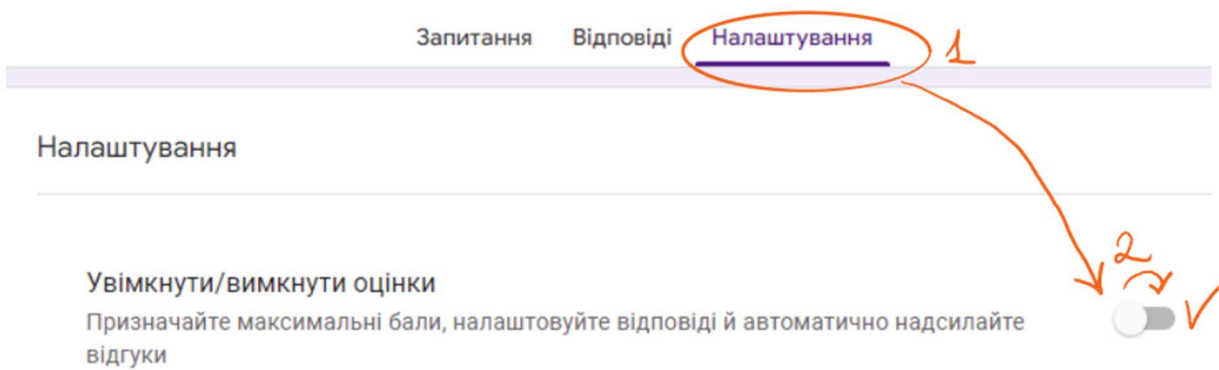 Запитання Відповіді Налаштування 1
Налаштування
2
Увімкнути/вимкнути оцінки
Призначайте максимальні бали, налаштовуйте відповіді й автоматично надсилайте
відгуки